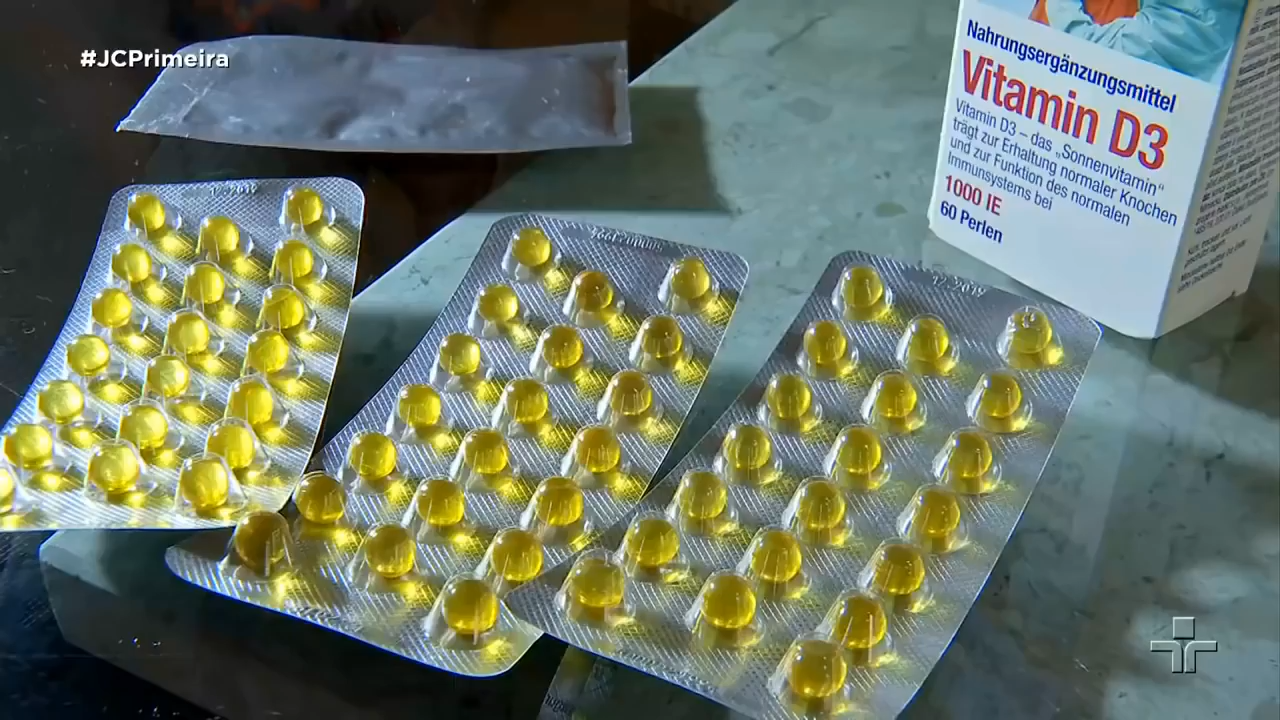 #JCPrimeira
Nahrungsergänzungsmittel
Vitamin D3
Vitamin D3 – das „Sonnenvitamin“
trägt zur Erhaltung normaler Knochen
und zur Funktion des normalen
Immunsystems bei
1000 IE
60 Perlen